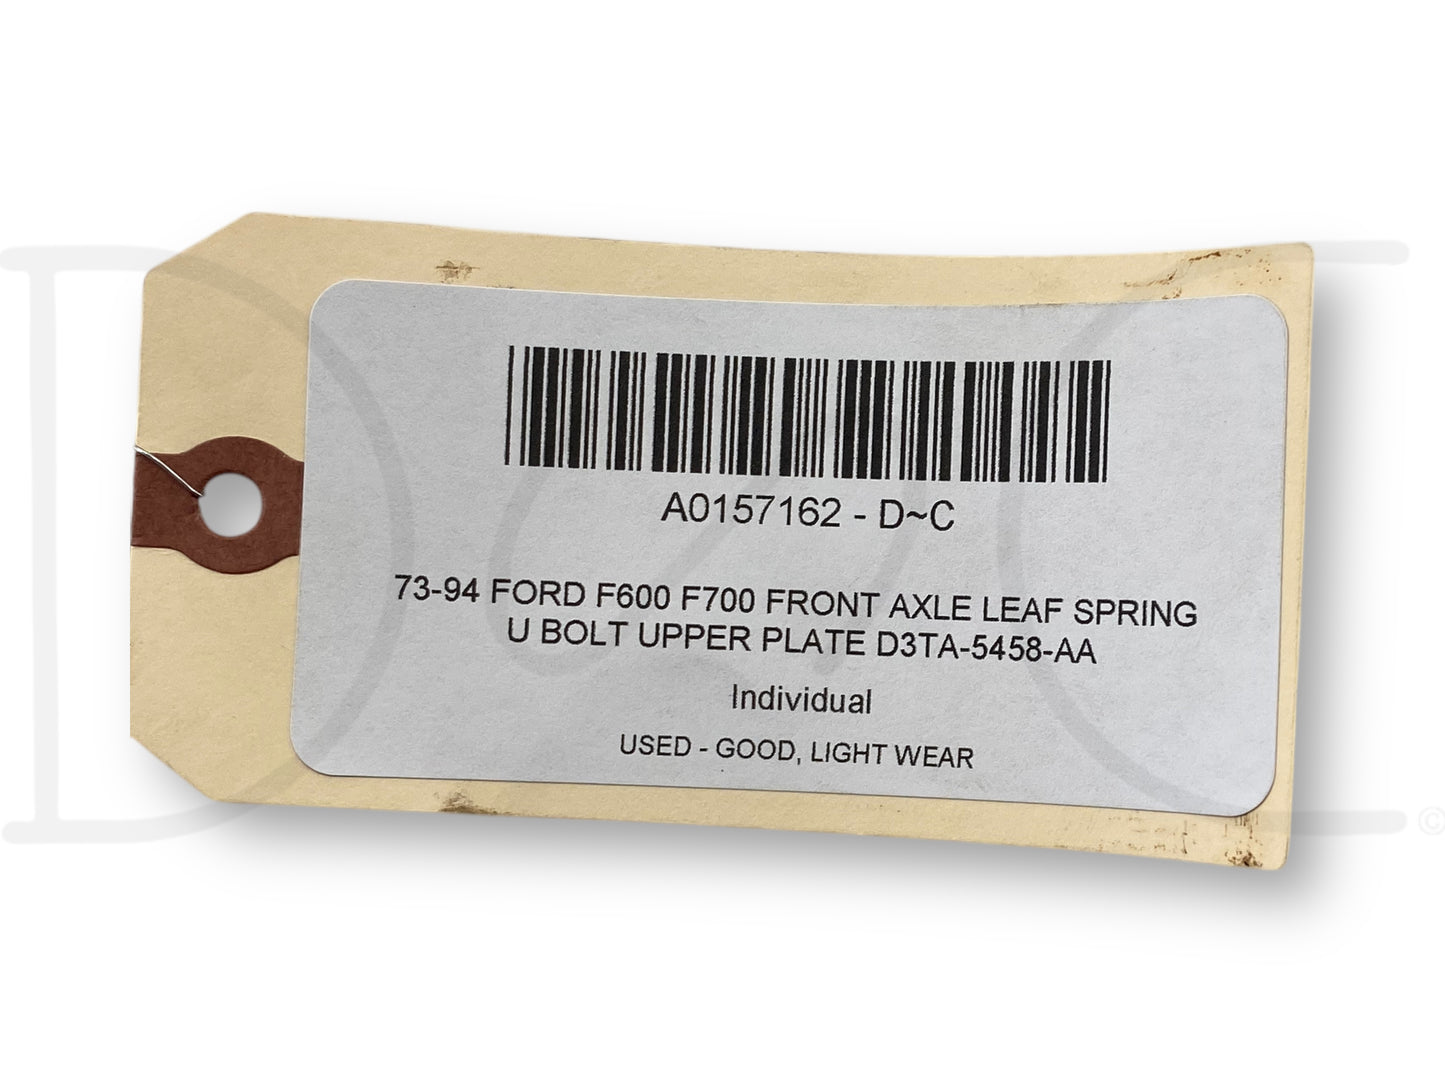 A0157162 - D~C
73-94 FORD F600 F700 FRONT AXLE LEAF SPRING
U BOLT UPPER PLATE D3TA-5458-AA
Individual
USED - GOOD, LIGHT WEAR
©